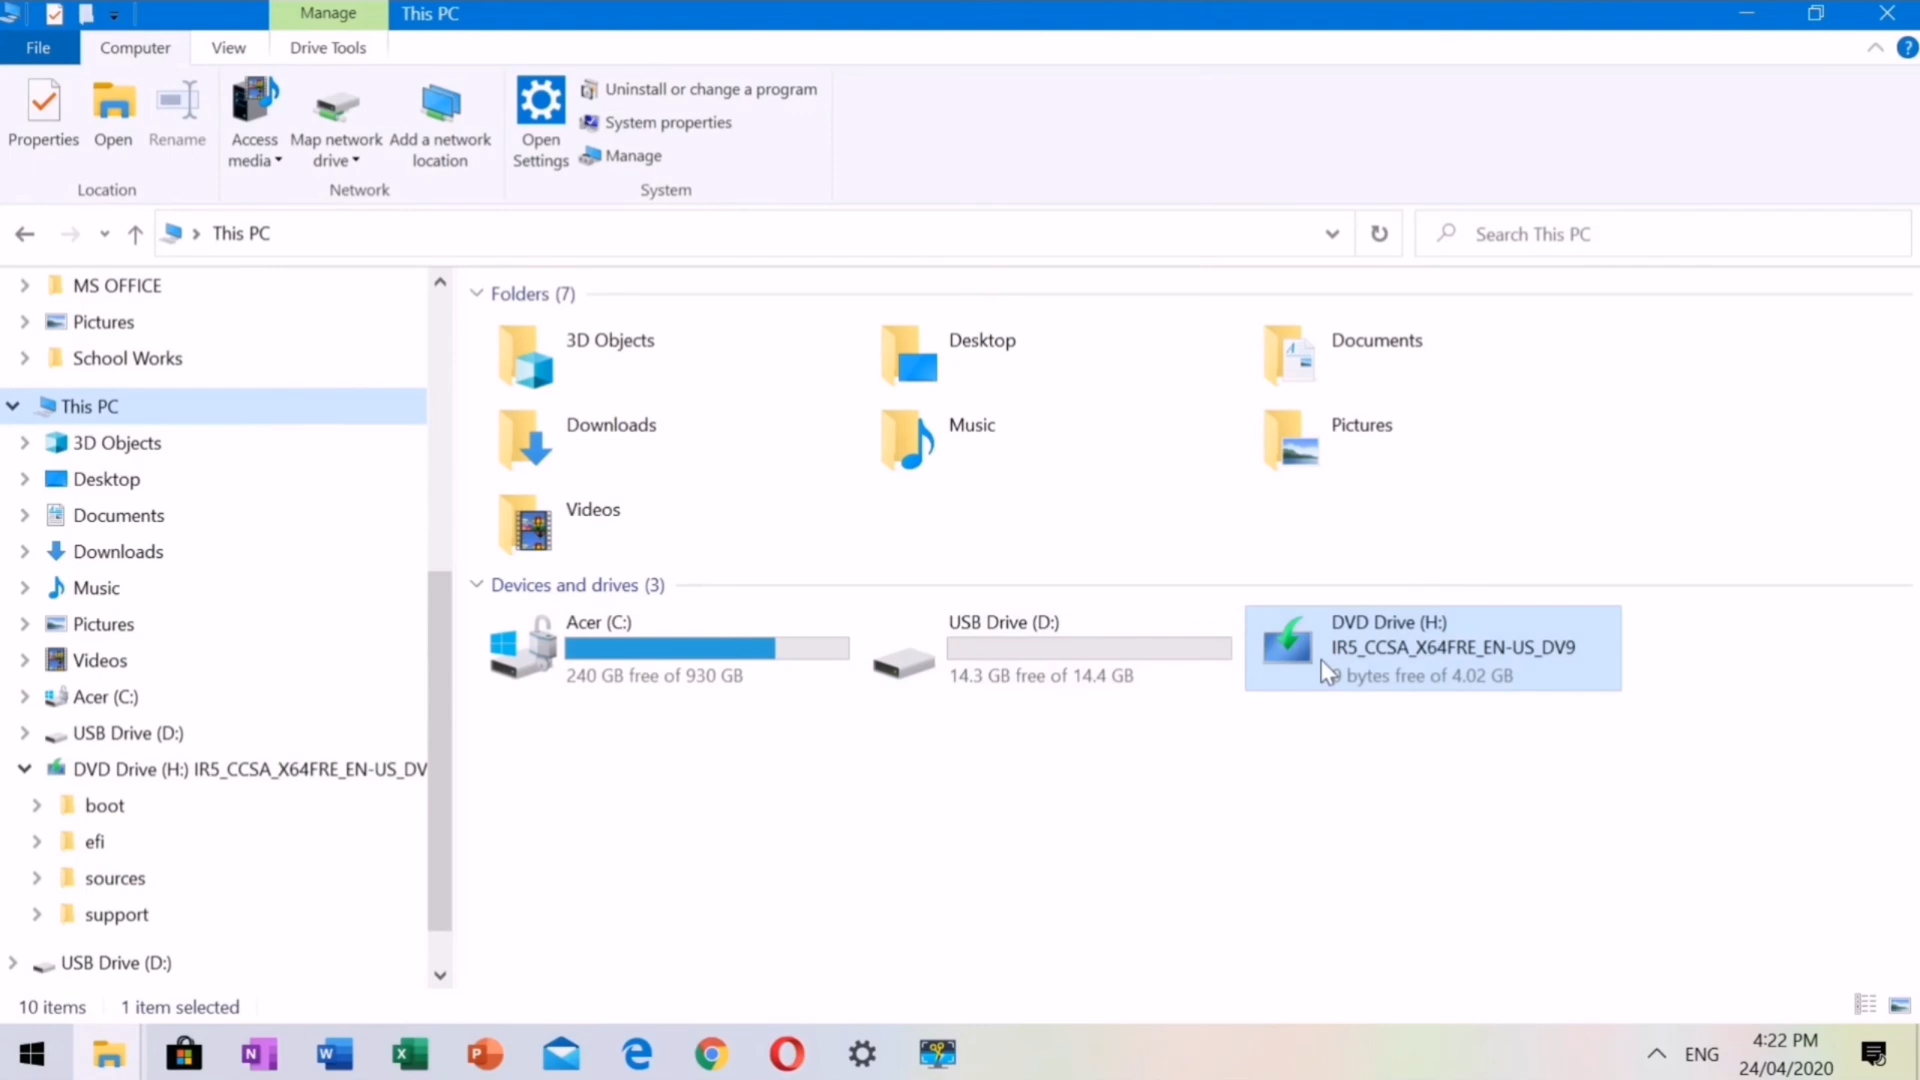 Manage
This PC
File
Computer
View
Drive Tools
Properties
Open
Rename
Access media
Map network drive
Add a network location
Open Settings
Uninstall or change a program
System properties
Manage
Location
Network
System
This PC
Search This PC
MS OFFICE
Pictures
School Works
This PC
3D Objects
Desktop
Documents
Downloads
Music
Pictures
Videos
Acer (C:)
USB Drive (D:)
DVD Drive (H:) IR5_CCSA_X64FRE_EN-US_DV
boot
efi
sources
support
USB Drive (D:)
Folders (7)
3D Objects
Desktop
Documents
Downloads
Music
Pictures
Videos
Devices and drives (3)
Acer (C:)
240 GB free of 930 GB
USB Drive (D:)
14.3 GB free of 14.4 GB
DVD Drive (H:)
IR5_CCSA_X64FRE_EN-US_DV9
bytes free of 4.02 GB
10 items
1 item selected
ENG
4:22 PM
24/04/2020